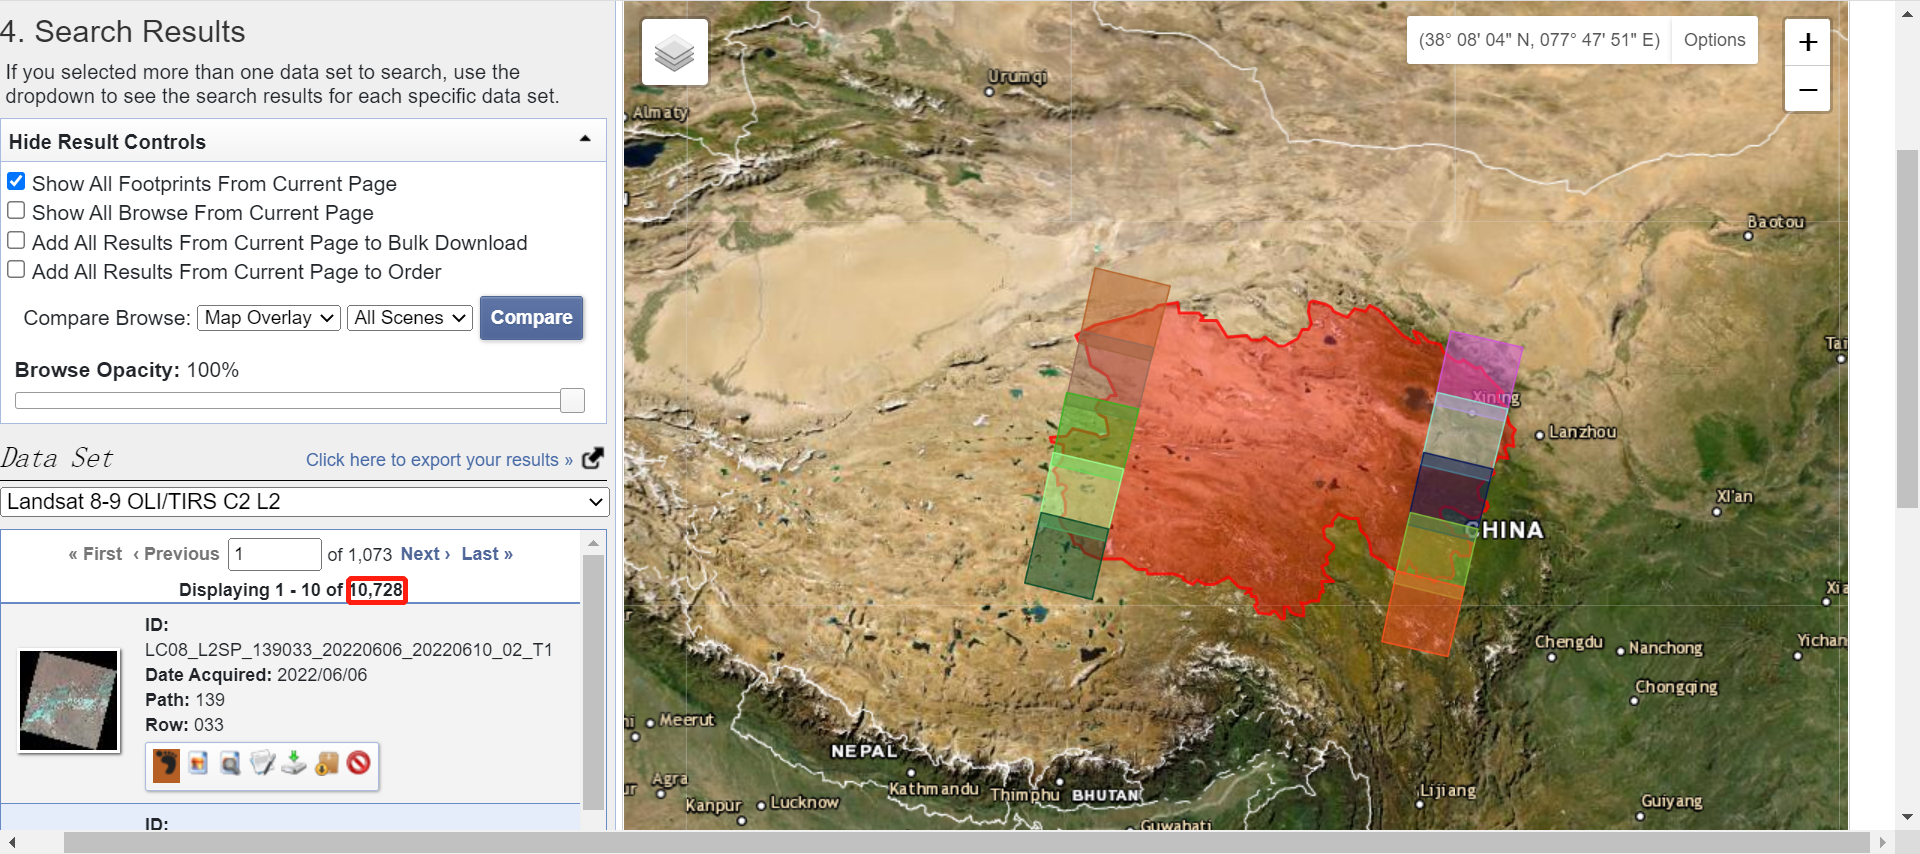 4. Search Results
If you selected more than one data set to search, use the
dropdown to see the search results for each specific data set.
Hide Result Controls
Show All Footprints From Current Page
Show All Browse From Current Page
Add All Results From Current Page to Bulk Download
Add All Results From Current Page to Order
Compare Browse: Map Overlay All Scenes Compare
Browse Opacity: 100%
Data Set Click here to export your results »
Landsat 8-9 OLI/TIRS C2 L2
« First ‹ Previous 1 of 1,073 Next › Last »
Displaying 1 - 10 of 10,728
ID:
LC08_L2SP_139033_20220606_20220610_02_T1
Date Acquired: 2022/06/06
Path: 139
Row: 033
ID:
(38° 08' 04" N, 077° 47' 51" E) Options
+
−
Urumqi
Almaty
Baotou
Xining
Lanzhou
XI'an
CHINA
Chengdu
Nanchong
Yichan
Chongqing
Meerut
NEPAL
Agra
Kathmandu
Thimphu
BHUTAN
Kanpur
Lucknow
Lijiang
Guiyang
Guwahati